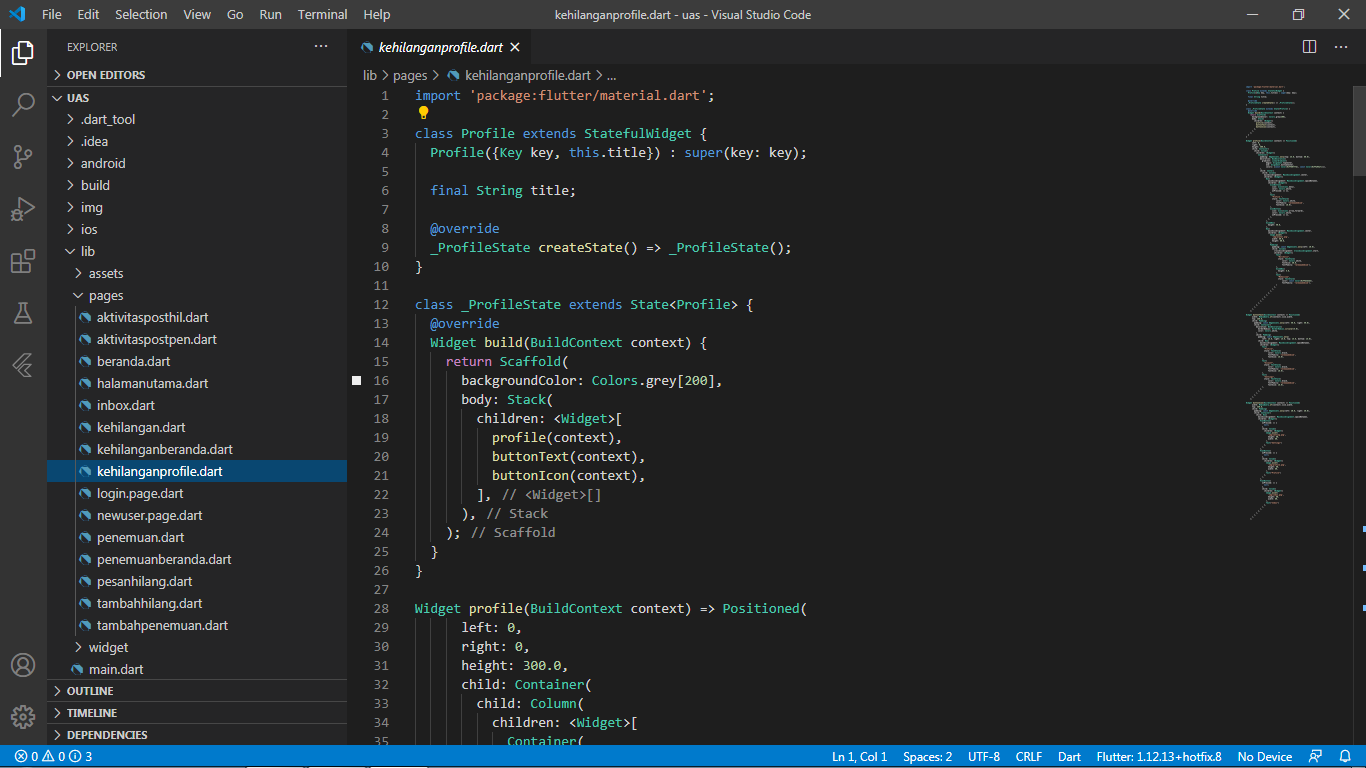 File Edit Selection View Go Run Terminal Help
kehilanganprofile.dart - uas - Visual Studio Code
EXPLORER
OPEN EDITORS
UAS
.dart_tool
.idea
android
build
img
ios
lib
assets
pages
aktivitasposthil.dart
aktivitaspostpen.dart
beranda.dart
halamanutama.dart
inbox.dart
kehilangan.dart
kehilanganberanda.dart
kehilanganprofile.dart
login.page.dart
newuser.page.dart
penemuan.dart
penemuanberanda.dart
pesanhilang.dart
tambahhilang.dart
tambahpenemuan.dart
widget
main.dart
OUTLINE
TIMELINE
DEPENDENCIES
kehilanganprofile.dart
lib > pages > kehilanganprofile.dart > ...
1 import 'package:flutter/material.dart';
2
3 class Profile extends StatefulWidget {
4   Profile({Key key, this.title}) : super(key: key);
5
6   final String title;
7
8   @override
9   _ProfileState createState() => _ProfileState();
10 }
11
12 class _ProfileState extends State<Profile> {
13   @override
14   Widget build(BuildContext context) {
15     return Scaffold(
16       backgroundColor: Colors.grey[200],
17       body: Stack(
18         children: <Widget>[
19           profile(context),
20           buttonText(context),
21           buttonIcon(context),
22         ], // <Widget>[]
23       ), // Stack
24     ); // Scaffold
25   }
26 }
27
28 Widget profile(BuildContext context) => Positioned(
29       left: 0,
30       right: 0,
31       height: 300.0,
32       child: Container(
33         child: Column(
34           children: <Widget>[
35             Container(
0 0 3
Ln 1, Col 1 Spaces: 2 UTF-8 CRLF Dart Flutter: 1.12.13+hotfix.8 No Device